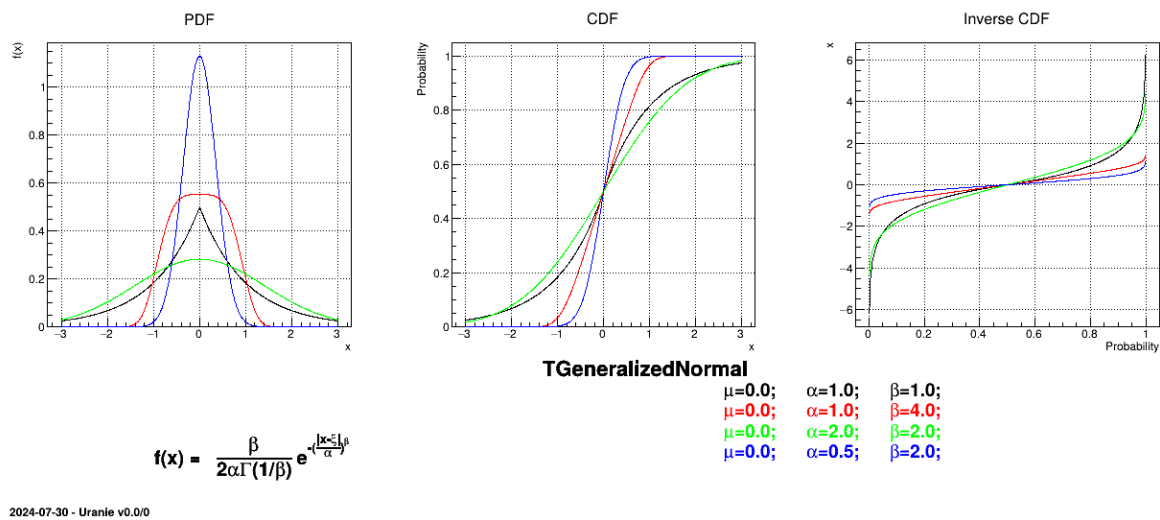 PDF
CDF
Inverse CDF
f(x)
1
0.8
0.6
0.4
0.2
0
−3 −2 −1 0 1 2 3
x
Probability
1
0.8
0.6
0.4
0.2
0
−3 −2 −1 0 1 2 3
x
x
6
4
2
0
−2
−4
−6
0 0.2 0.4 0.6 0.8 1
Probability
TGeneralizedNormal
μ=0.0; α=1.0; β=1.0;
μ=0.0; α=1.0; β=4.0;
μ=0.0; α=2.0; β=2.0;
μ=0.0; α=0.5; β=2.0;
f(x) = β / 2αΓ(1/β) e^-(|x-ξ|/α)^β
2024-07-30 - Uranie v0.0/0